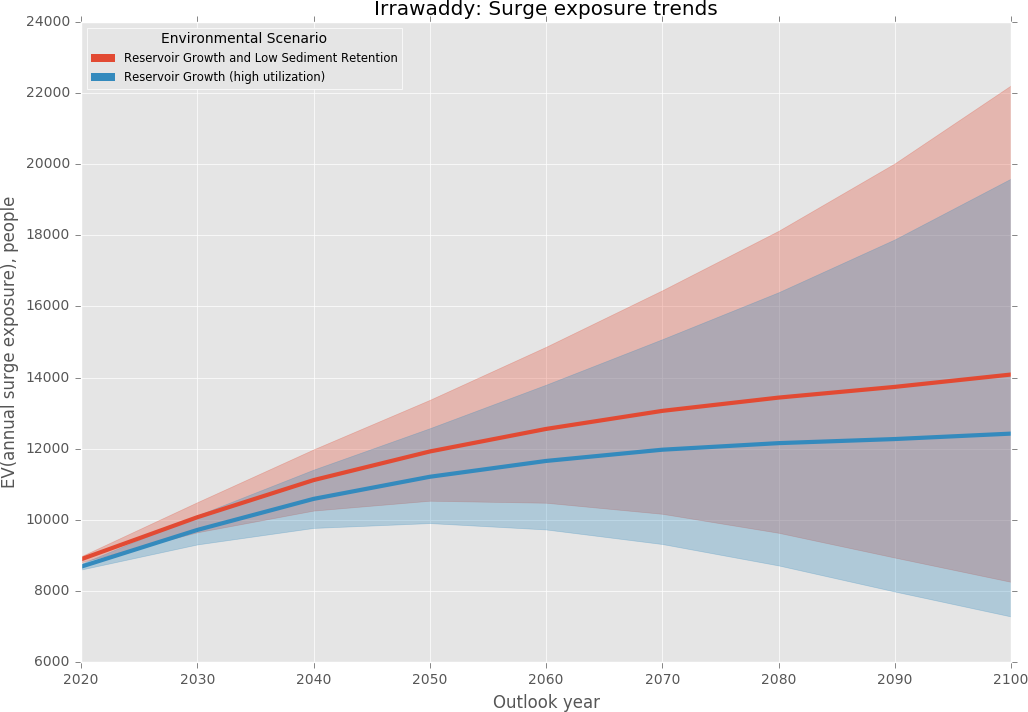 Irrawaddy: Surge exposure trends
Environmental Scenario
Reservoir Growth and Low Sediment Retention
Reservoir Growth (high utilization)
EV(annual surge exposure), people
24000
22000
20000
18000
16000
14000
12000
10000
8000
6000
2020 2030 2040 2050 2060 2070 2080 2090 2100
Outlook year